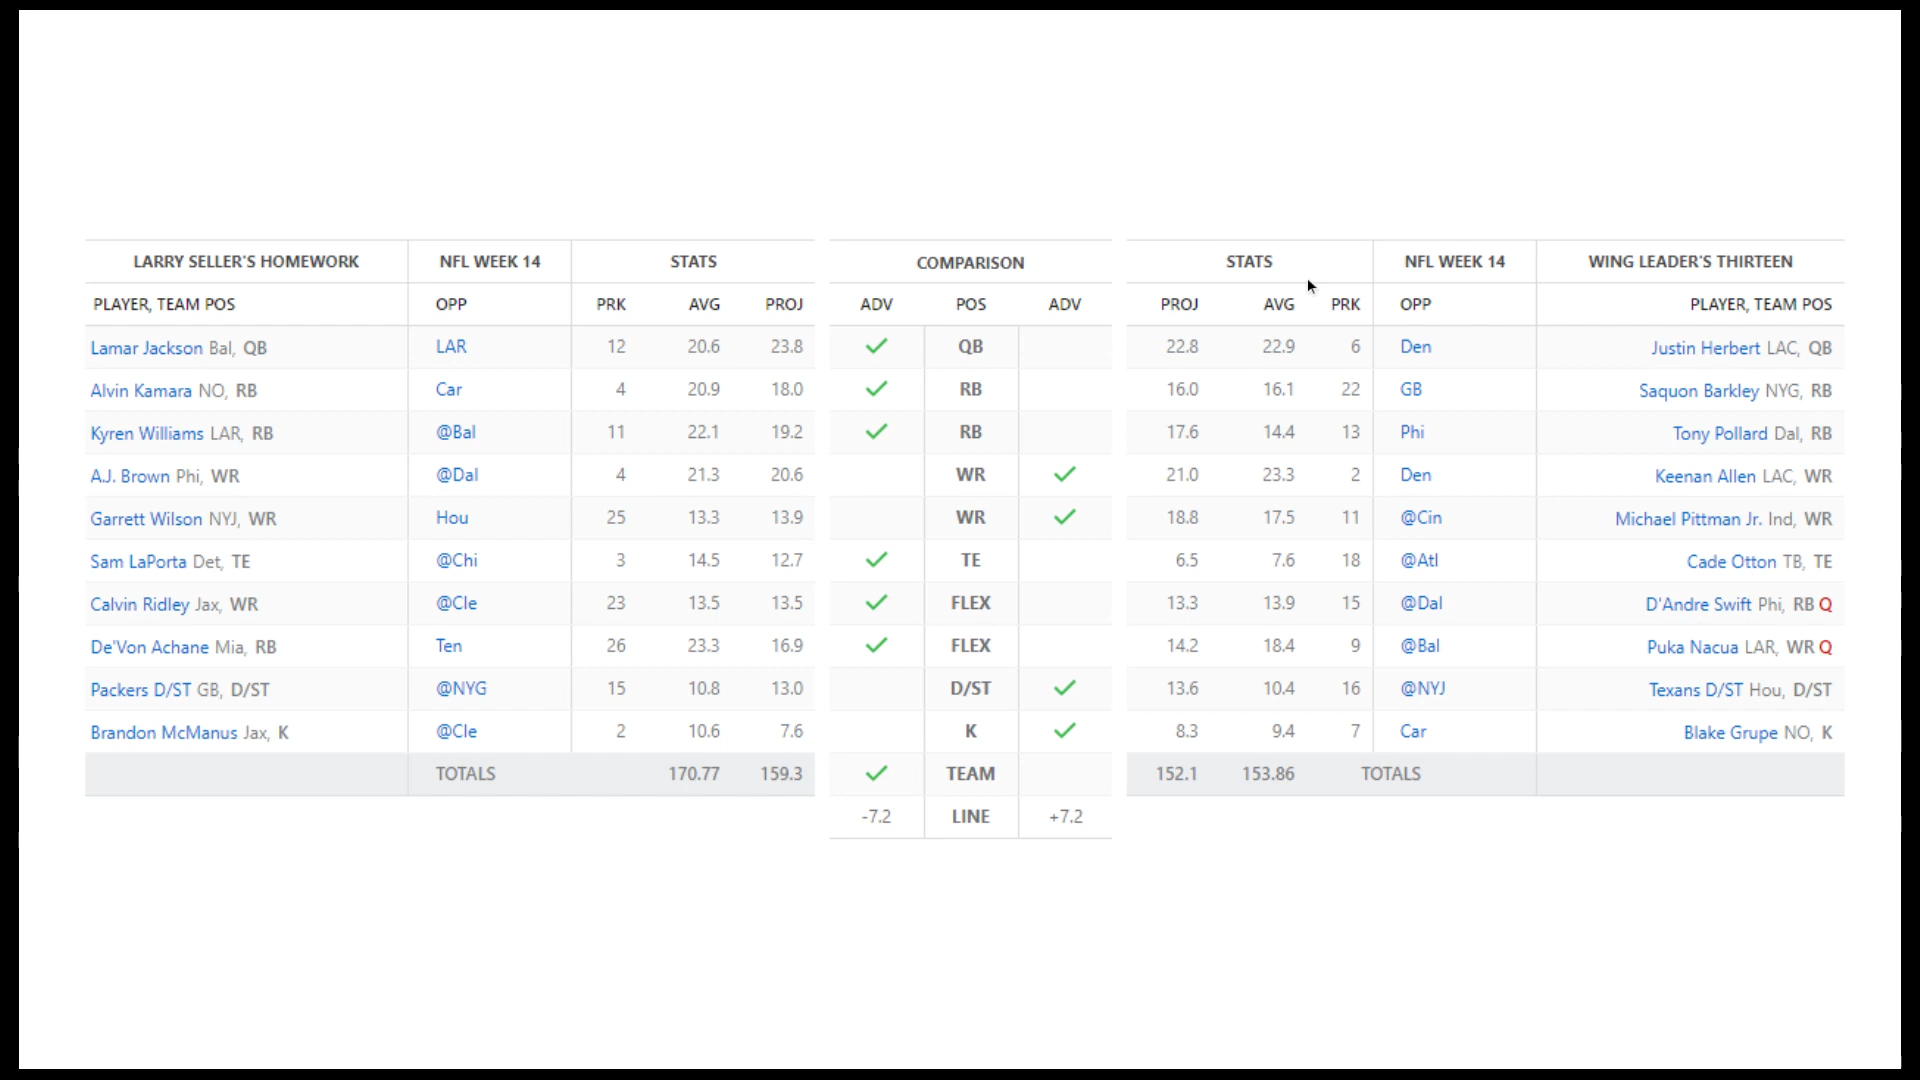 LARRY SELLER'S HOMEWORK NFL WEEK 14 STATS COMPARISON STATS NFL WEEK 14 WING LEADER'S THIRTEEN
PLAYER, TEAM POS OPP PRK AVG PROJ ADV POS ADV PROJ AVG PRK OPP PLAYER, TEAM POS
Lamar Jackson Bal, QB LAR 12 20.6 23.8 QB 22.8 22.9 6 Den Justin Herbert LAC, QB
Alvin Kamara NO, RB Car 4 20.9 18.0 RB 16.0 16.1 22 GB Saquon Barkley NYG, RB
Kyren Williams LAR, RB @Bal 11 22.1 19.2 RB 17.6 14.4 13 Phi Tony Pollard Dal, RB
A.J. Brown Phi, WR @Dal 4 21.3 20.6 WR 21.0 23.3 2 Den Keenan Allen LAC, WR
Garrett Wilson NYJ, WR Hou 25 13.3 13.9 WR 18.8 17.5 11 @Cin Michael Pittman Jr. Ind, WR
Sam LaPorta Det, TE @Chi 3 14.5 12.7 TE 6.5 7.6 18 @Atl Cade Otton TB, TE
Calvin Ridley Jax, WR @Cle 23 13.5 13.5 FLEX 13.3 13.9 15 @Dal D'Andre Swift Phi, RB Q
De'Von Achane Mia, RB Ten 26 23.3 16.9 FLEX 14.2 18.4 9 @Bal Puka Nacua LAR, WR Q
Packers D/ST GB, D/ST @NYG 15 10.8 13.0 D/ST 13.6 10.4 16 @NYJ Texans D/ST Hou, D/ST
Brandon McManus Jax, K @Cle 2 10.6 7.6 K 8.3 9.4 7 Car Blake Grupe NO, K
TOTALS 170.77 159.3 TEAM 152.1 153.86 TOTALS
-7.2 LINE +7.2